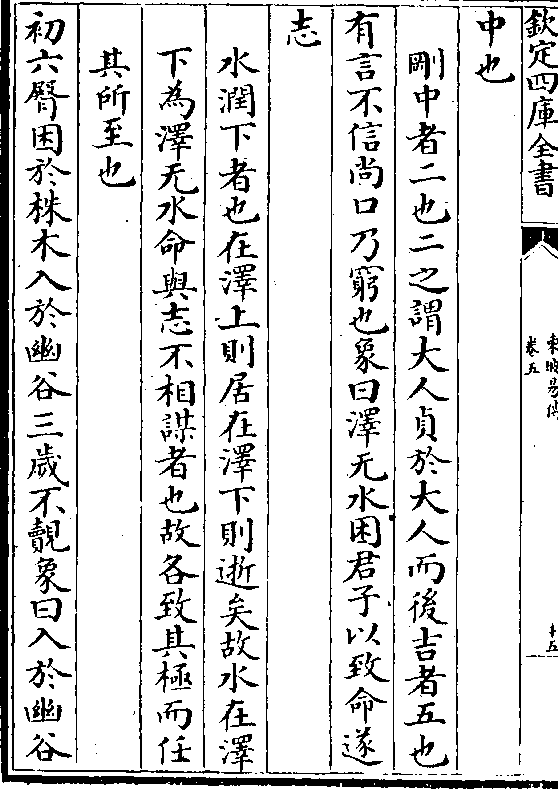 欽定四庫全書
東坡易傳
卷五
十五
中也
剛中者二也二之謂大人貞於大人而後吉者五也
有言不信尚口乃窮也象曰澤无水困君子以致命遂
志
水潤下者也在澤上則居在澤下則逝矣故水在澤
下為澤无水命與志不相謀者也故各致其極而任
其所至也
初六臀困於株木入於幽谷三歲不覿象曰入於幽谷